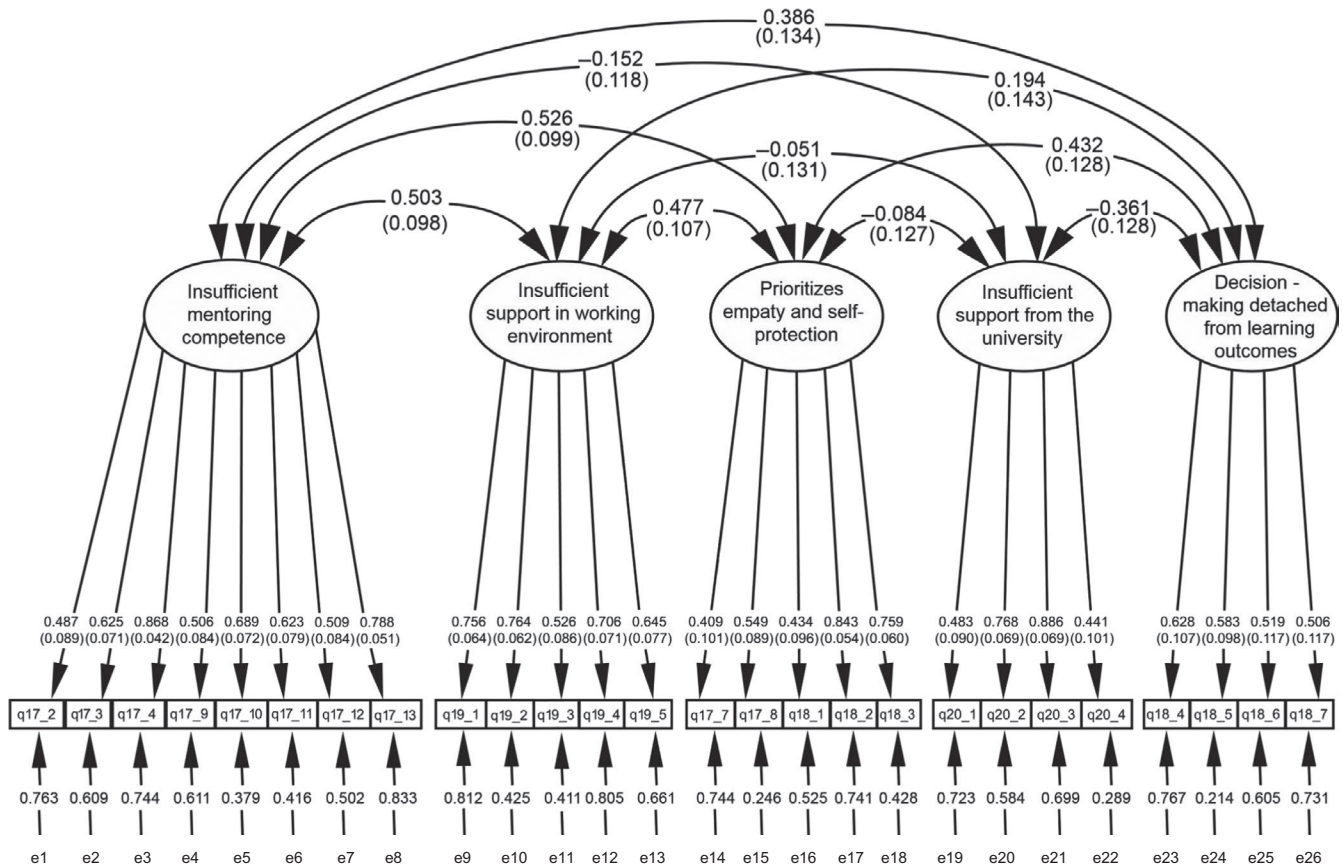 0.386
(0.134)
–0.152
(0.118)
0.194
(0.143)
0.526
(0.099)
–0.051
(0.131)
0.432
(0.128)
0.503
(0.098)
0.477
(0.107)
–0.084
(0.127)
–0.361
(0.128)
Insufficient
mentoring
competence
Insufficient
support in working
environment
Prioritizes
empaty and self-
protection
Insufficient
support from the
university
Decision -
making detached
from learning
outcomes
0.487 0.625 0.868 0.506 0.689 0.623 0.509 0.788 0.756 0.764 0.526 0.706 0.645 0.409 0.549 0.434 0.843 0.759 0.483 0.768 0.886 0.441 0.628 0.583 0.519 0.506
(0.089) (0.071) (0.042) (0.084) (0.072) (0.079) (0.084) (0.051) (0.064) (0.062) (0.086) (0.071) (0.077) (0.101) (0.089) (0.096) (0.054) (0.060) (0.090) (0.069) (0.069) (0.101) (0.107) (0.098) (0.117) (0.117)
q17_2 q17_3 q17_4 q17_9 q17_10 q17_11 q17_12 q17_13 q19_1 q19_2 q19_3 q19_4 q19_5 q17_7 q17_8 q18_1 q18_2 q18_3 q20_1 q20_2 q20_3 q20_4 q18_4 q18_5 q18_6 q18_7
0.763 0.609 0.744 0.611 0.379 0.416 0.502 0.833 0.812 0.425 0.411 0.805 0.661 0.744 0.246 0.525 0.741 0.428 0.723 0.584 0.699 0.289 0.767 0.214 0.605 0.731
e1 e2 e3 e4 e5 e6 e7 e8 e9 e10 e11 e12 e13 e14 e15 e16 e17 e18 e19 e20 e21 e22 e23 e24 e25 e26